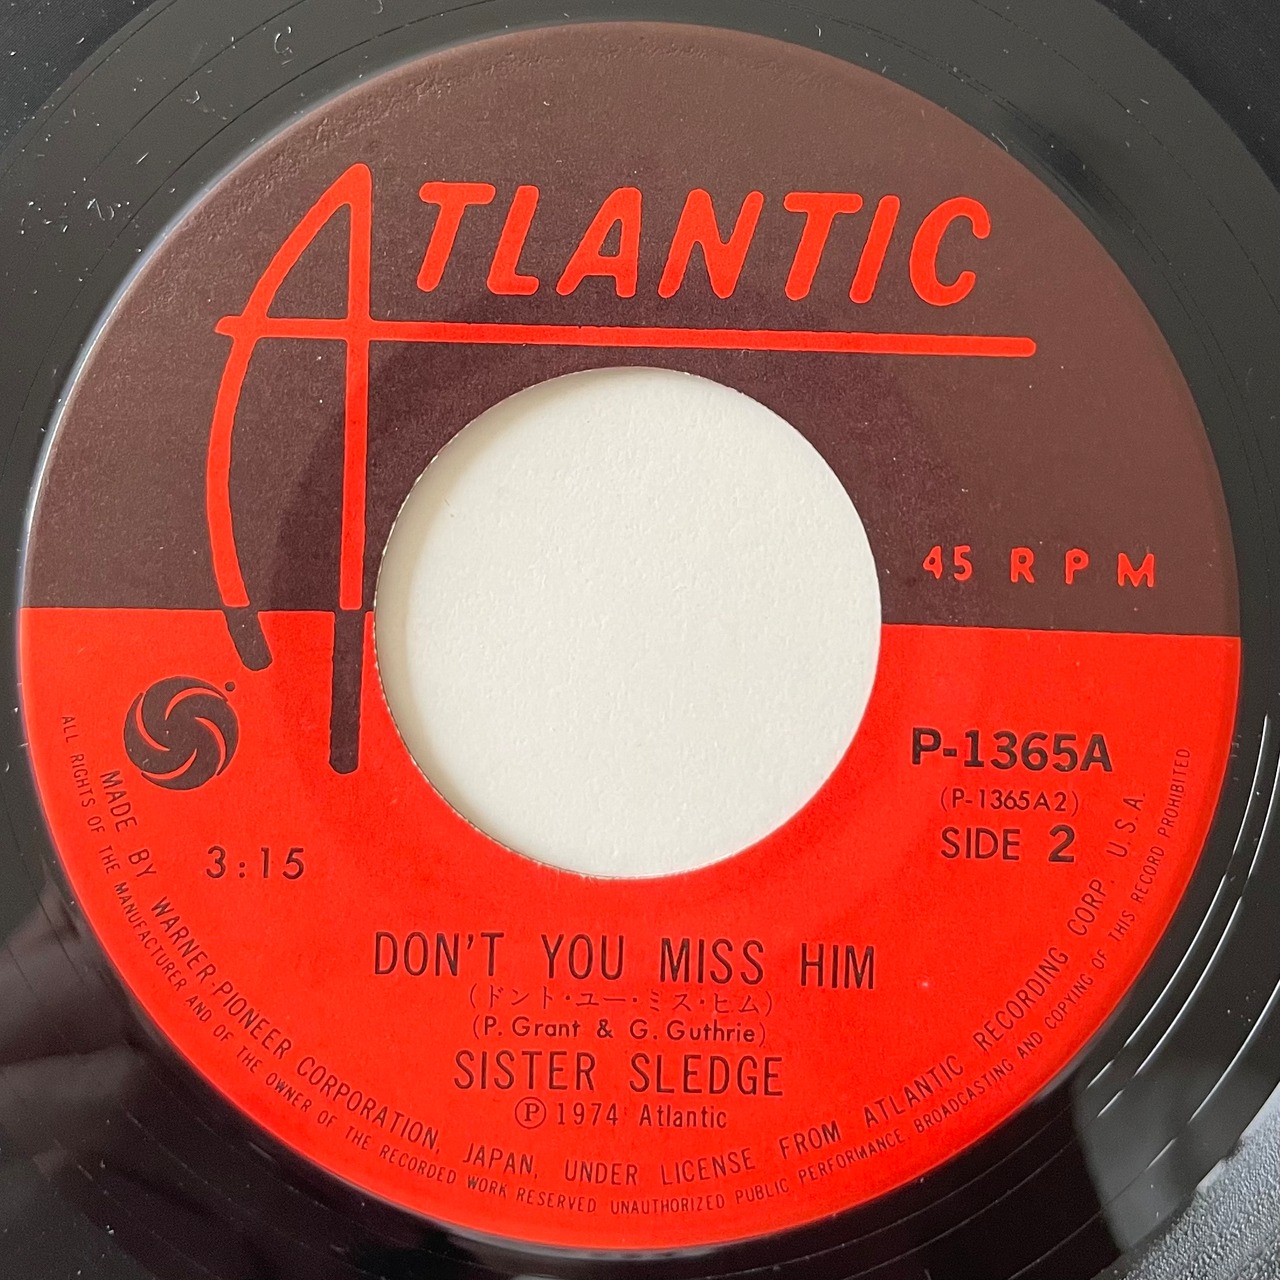 ATLANTIC
45 RPM
P-1365A
(P-1365A2)
SIDE 2
3:15
DON'T YOU MISS HIM
(ドント・ユー・ミス・ヒム)
(P. Grant & G. Guthrie)
SISTER SLEDGE
Ⓟ 1974 Atlantic
MADE BY WARNER-PIONEER CORPORATION, JAPAN, UNDER LICENSE FROM ATLANTIC RECORDING CORP. U.S.A.
ALL RIGHTS OF THE MANUFACTURER AND OF THE OWNER OF THE RECORDED WORK RESERVED UNAUTHORIZED PUBLIC PERFORMANCE BROADCASTING AND COPYING OF THIS RECORD PROHIBITED